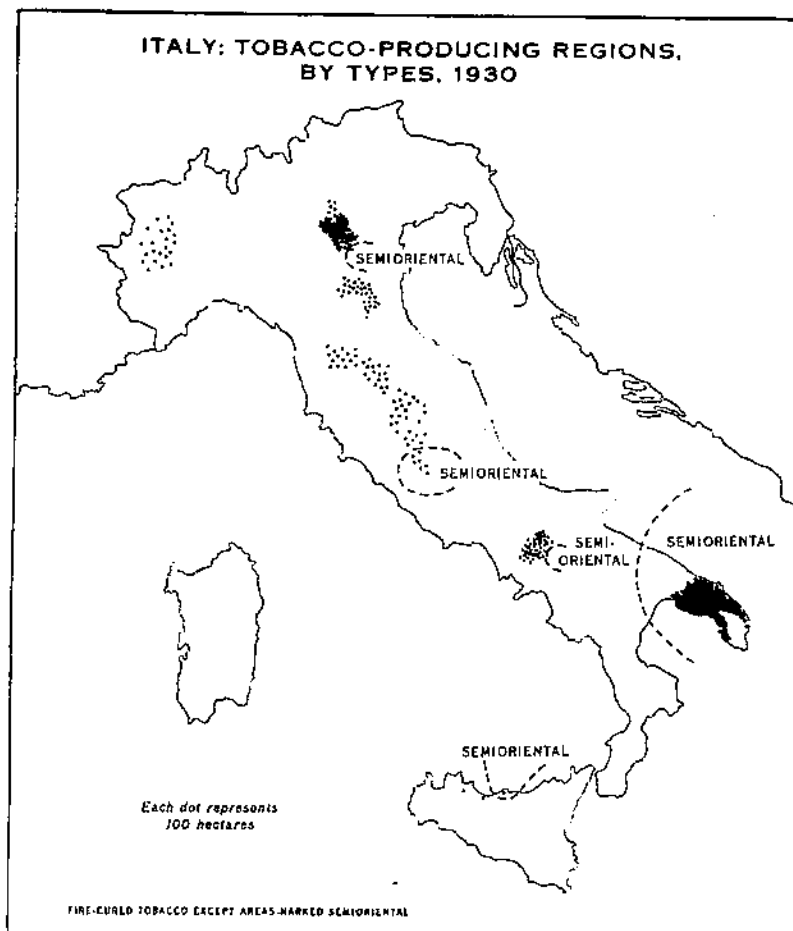 ITALY: TOBACCO-PRODUCING REGIONS,
BY TYPES, 1930
SEMIORIENTAL
SEMIORIENTAL
SEMI-
ORIENTAL
SEMIORIENTAL
SEMIORIENTAL
Each dot represents
100 hectares
FIRE-CURED TOBACCO EXCEPT AREAS MARKED SEMIORIENTAL